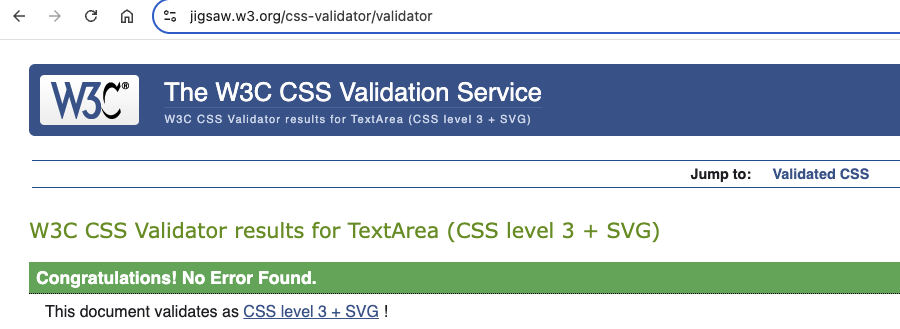 jigsaw.w3.org/css-validator/validator
W3C®
The W3C CSS Validation Service
W3C CSS Validator results for TextArea (CSS level 3 + SVG)
Jump to: Validated CSS
W3C CSS Validator results for TextArea (CSS level 3 + SVG)
Congratulations! No Error Found.
This document validates as CSS level 3 + SVG !